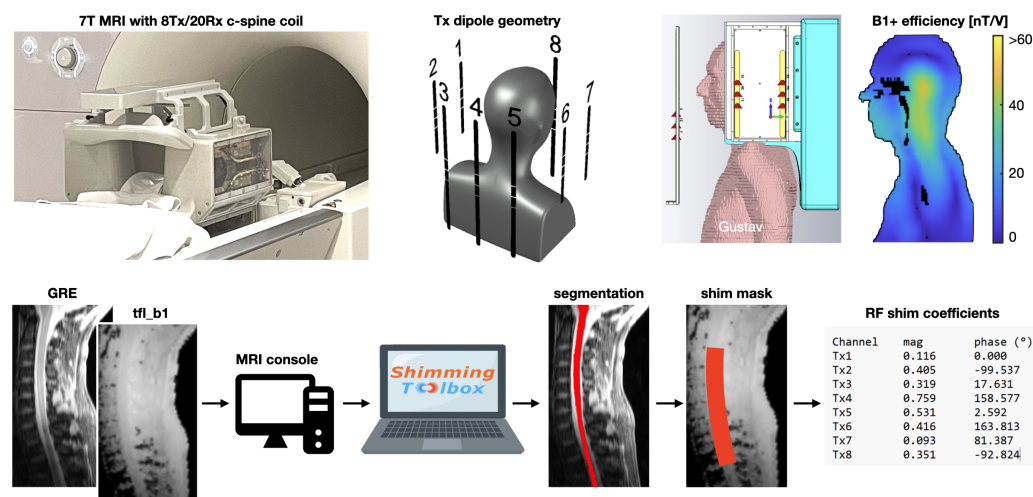 7T MRI with 8Tx/20Rx c-spine coil
Tx dipole geometry
B1+ efficiency [nT/V]
1
2
3
4
5
6
7
8
Gustav
>60
40
20
0
GRE
tfl_b1
MRI console
Shimming
Toolbox
segmentation
shim mask
RF shim coefficients
Channel mag phase (°)
Tx1 0.116 0.000
Tx2 0.405 -99.537
Tx3 0.319 17.631
Tx4 0.759 158.577
Tx5 0.531 2.592
Tx6 0.416 163.813
Tx7 0.093 81.387
Tx8 0.351 -92.824